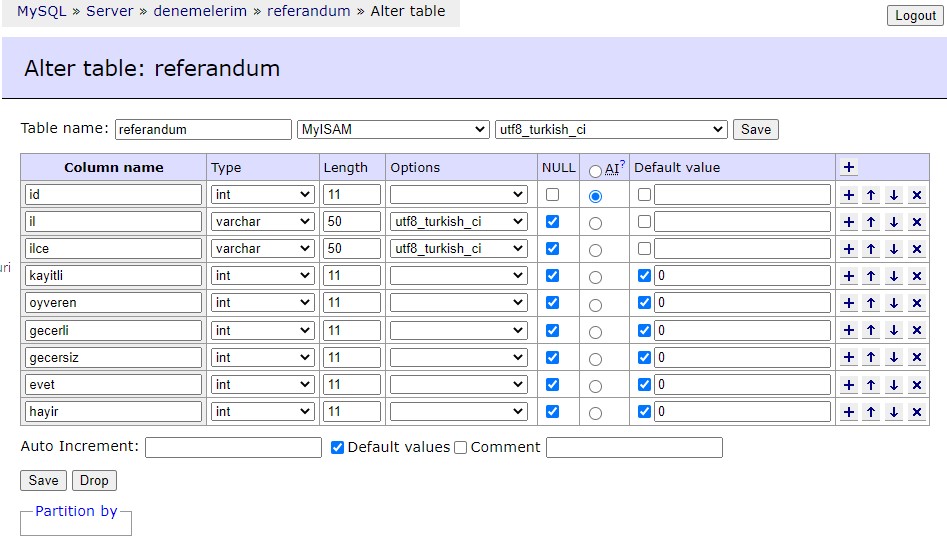 MySQL » Server » denemelerim » referandum » Alter table
Logout
Alter table: referandum
Table name: referandum MyISAM utf8_turkish_ci Save
Column name Type Length Options NULL AI? Default value +
id int 11
il varchar 50 utf8_turkish_ci
ilce varchar 50 utf8_turkish_ci
uri
kayitli int 11 0
oyveren int 11 0
gecerli int 11 0
gecersiz int 11 0
evet int 11 0
hayir int 11 0
Auto Increment: Default values Comment
Save Drop
Partition by